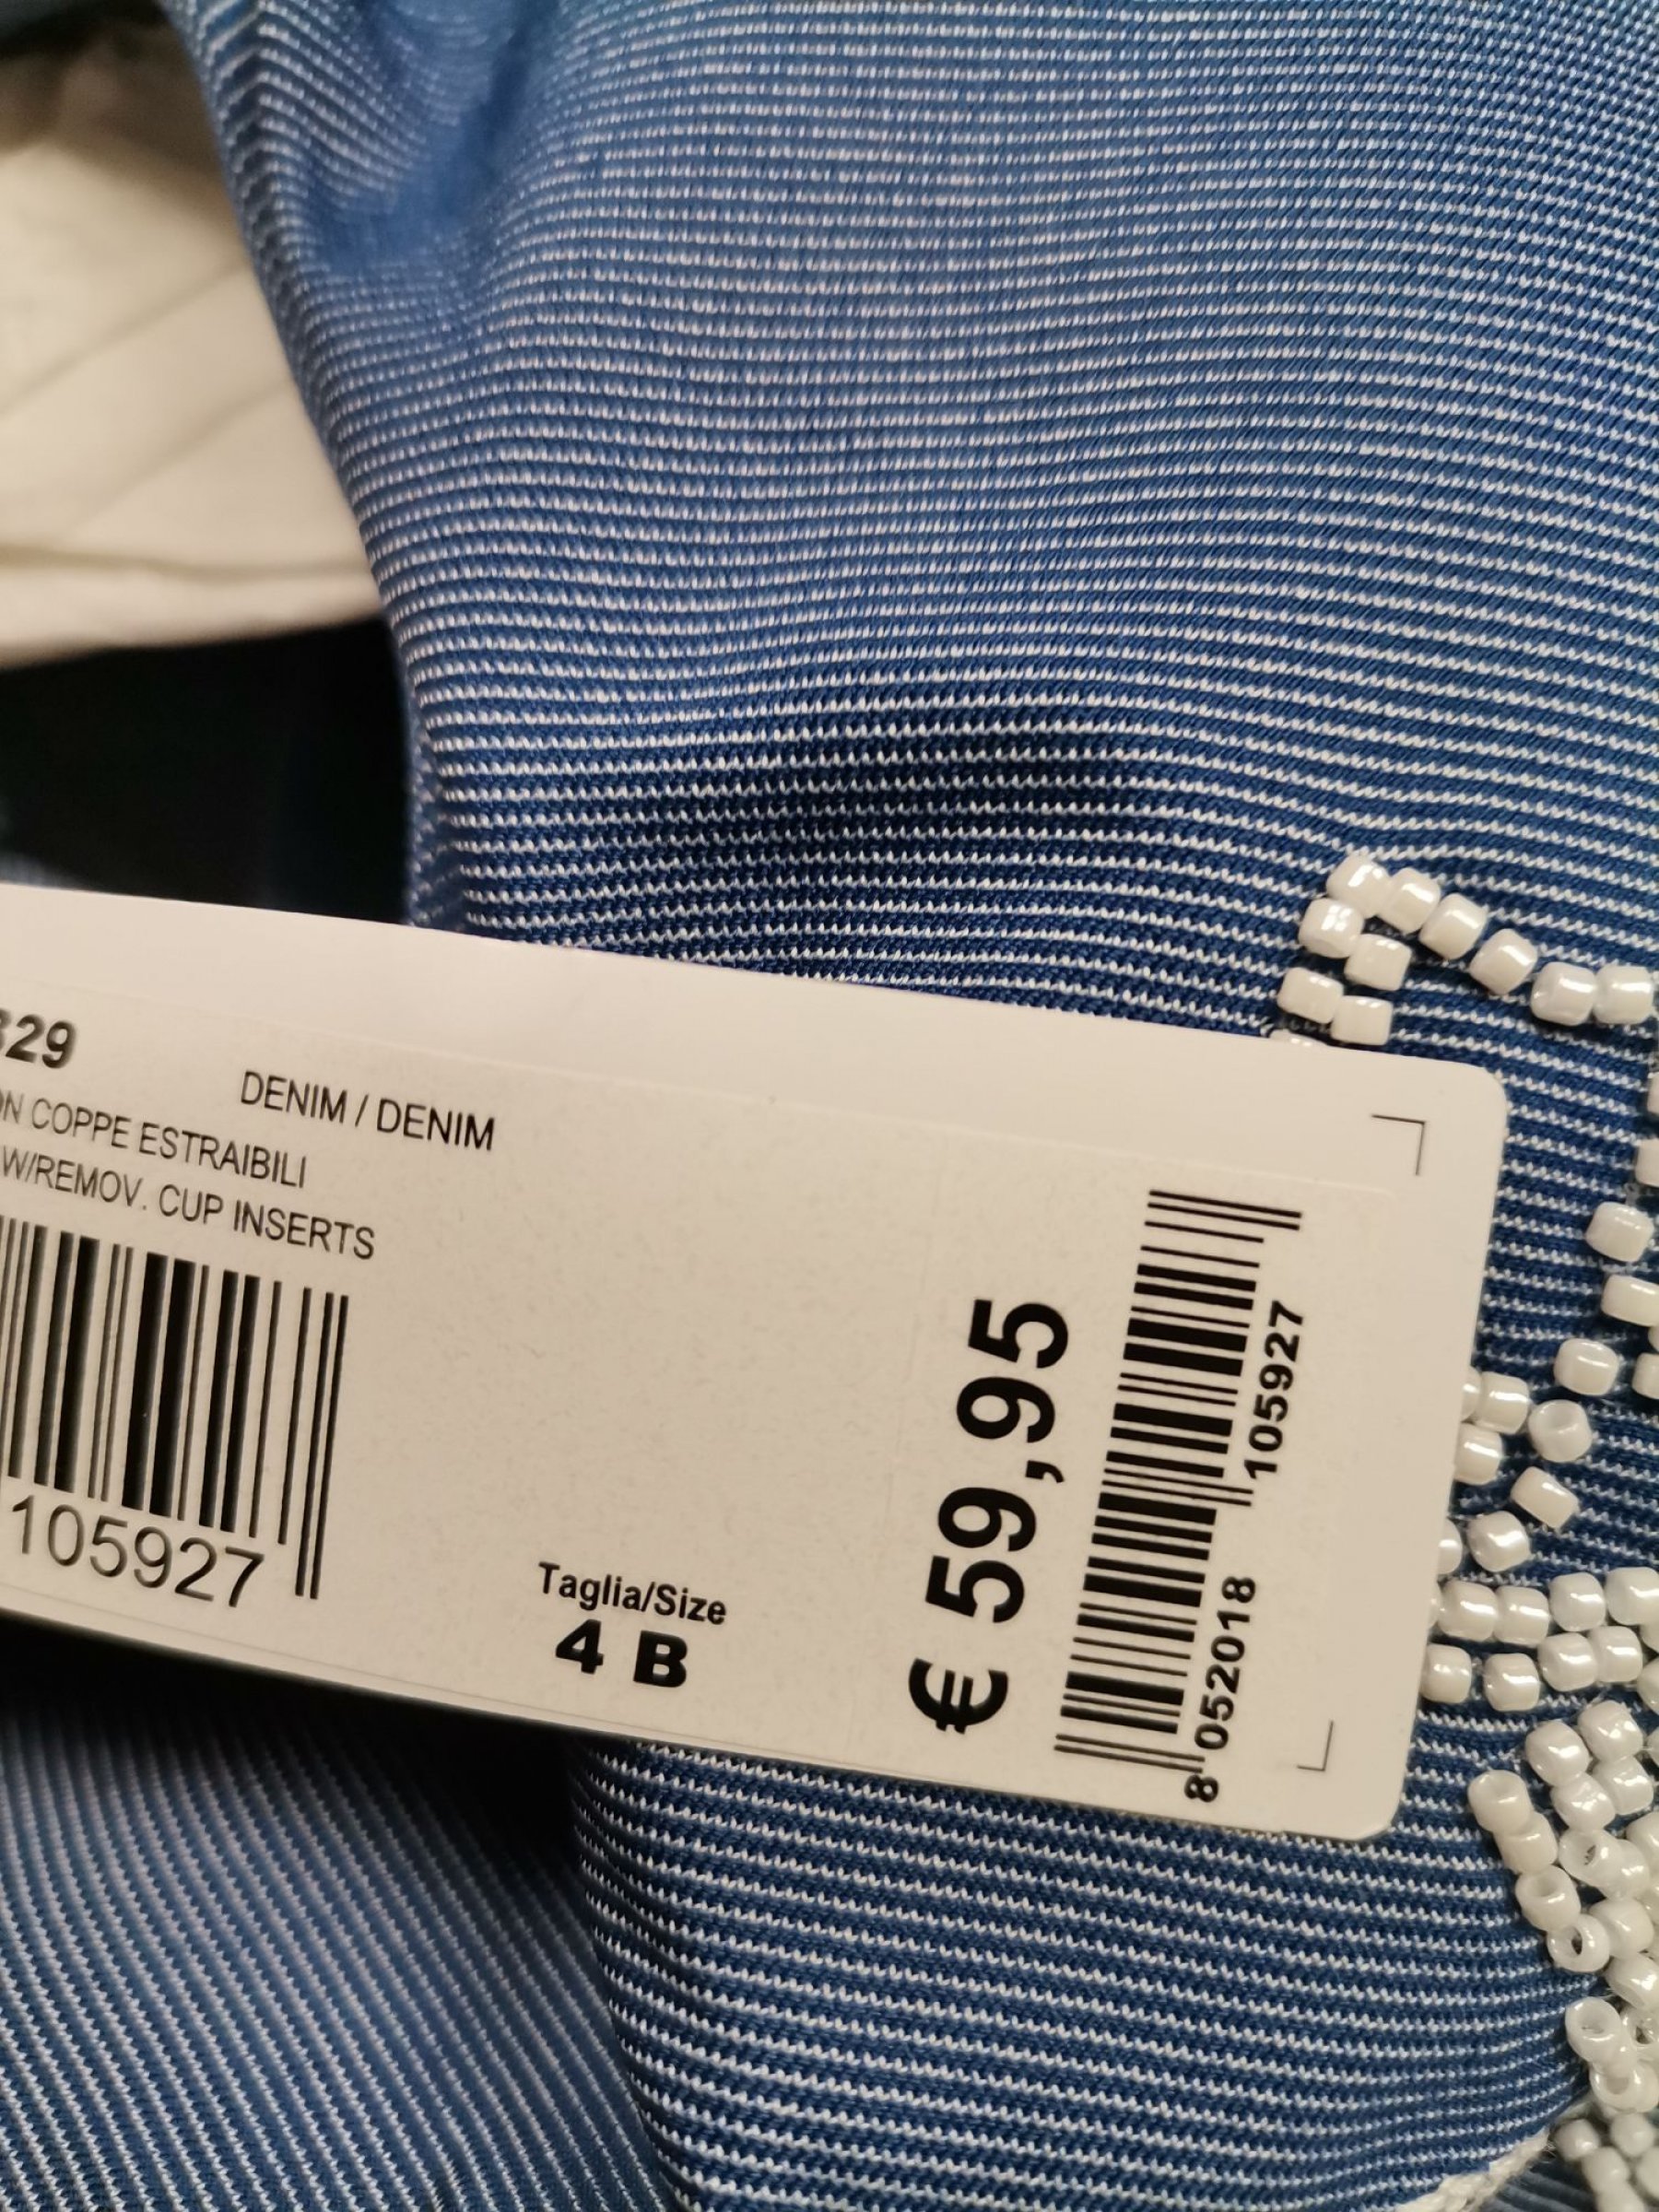 329
DENIM / DENIM
ON COPPE ESTRAIBILI
W/REMOV. CUP INSERTS
105927
Taglia/Size
4 B
€ 59,95
8 052018 105927